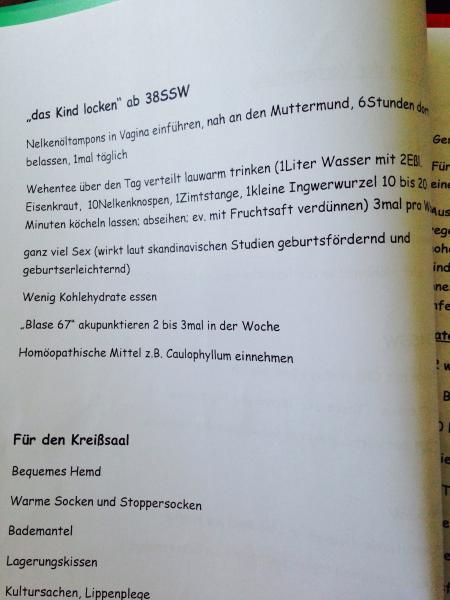 „das Kind locken“ ab 38SSW
Nelkenöltampons in Vagina einführen, nah an den Muttermund, 6Stunden dort
belassen, 1mal täglich
Wehentee über den Tag verteilt lauwarm trinken (1Liter Wasser mit 2EßL
Eisenkraut, 10Nelkenknospen, 1Zimtstange, 1kleine Ingwerwurzel 10 bis 20
Minuten köcheln lassen; abseihen; ev. mit Fruchtsaft verdünnen) 3mal pro
ganz viel Sex (wirkt laut skandinavischen Studien geburtsfördernd und
geburtserleichternd)
Wenig Kohlehydrate essen
„Blase 67“ akupunktieren 2 bis 3mal in der Woche
Homöopathische Mittel z.B. Caulophyllum einnehmen
Für den Kreißsaal
Bequemes Hemd
Warme Socken und Stoppersocken
Bademantel
Lagerungskissen
Kultursachen, Lippenplege